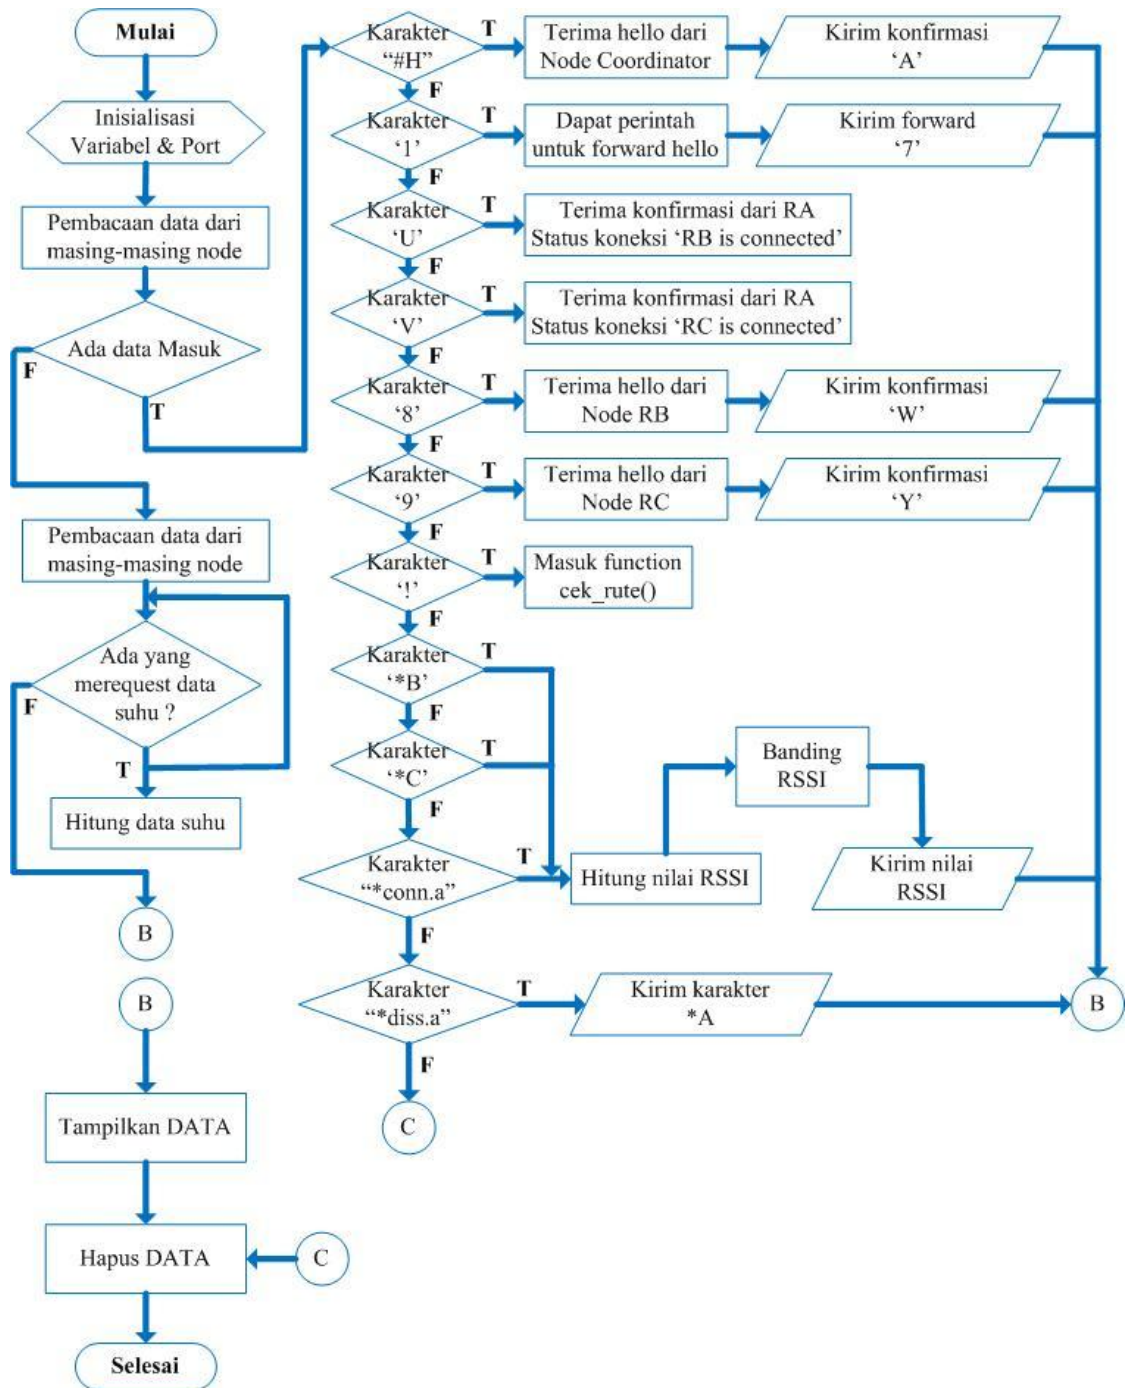 Mulai
Inisialisasi
Variabel & Port
Pembacaan data dari
masing-masing node
Ada data Masuk
F
T
Pembacaan data dari
masing-masing node
Ada yang
merequest data
suhu ?
F
T
Hitung data suhu
B
B
Tampilkan DATA
Hapus DATA
C
Selesai
Karakter
“#H”
T
Terima hello dari
Node Coordinator
Kirim konfirmasi
‘A’
F
Karakter
‘1’
T
Dapat perintah
untuk forward hello
Kirim forward
‘7’
F
Karakter
‘U’
T
Terima konfirmasi dari RA
Status koneksi ‘RB is connected’
F
Karakter
‘V’
T
Terima konfirmasi dari RA
Status koneksi ‘RC is connected’
F
Karakter
‘8’
T
Terima hello dari
Node RB
Kirim konfirmasi
‘W’
F
Karakter
‘9’
T
Terima hello dari
Node RC
Kirim konfirmasi
‘Y’
F
Karakter
‘!’
T
Masuk function
cek_rute()
F
Karakter
‘*B’
T
F
Karakter
‘*C’
T
F
Karakter
“*conn.a”
T
Hitung nilai RSSI
Banding
RSSI
Kirim nilai
RSSI
F
Karakter
“*diss.a”
T
Kirim karakter
*A
B
F
C